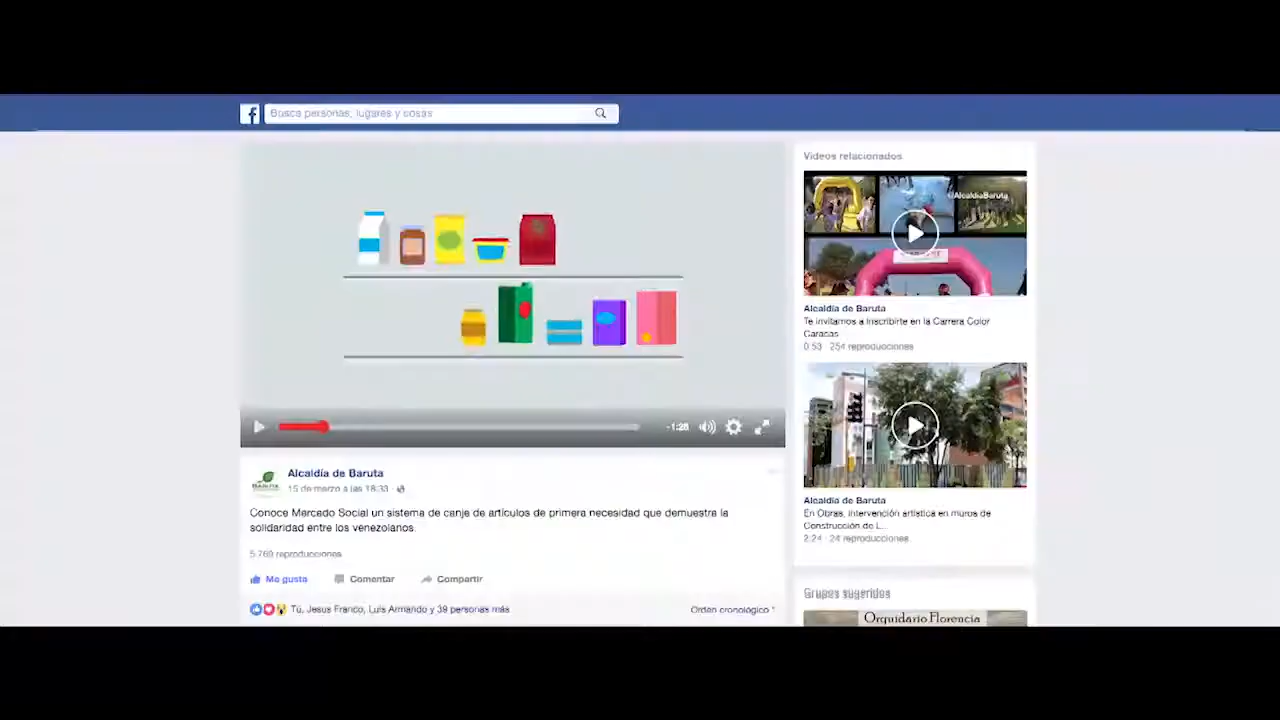 f Busca personas, lugares y cosas
-1:28
Alcaldía de Baruta
15 de marzo a las 18:33
Conoce Mercado Social un sistema de canje de artículos de primera necesidad que demuestra la
solidaridad entre los venezolanos.
5.769 reproducciones
Me gusta Comentar Compartir
Tú, Jesus Franco, Luis Armando y 39 personas más
Orden cronológico
Videos relacionados
@AlcaldiaBaruta
Alcaldía de Baruta
Te invitamos a Inscribirte en la Carrera Color
Caracas
0:53 · 254 reproducciones
Alcaldía de Baruta
En Obras, intervención artística en muros de
Construcción de L...
2:24 · 24 reproducciones
Grupos sugeridos
Orquidario Florencia